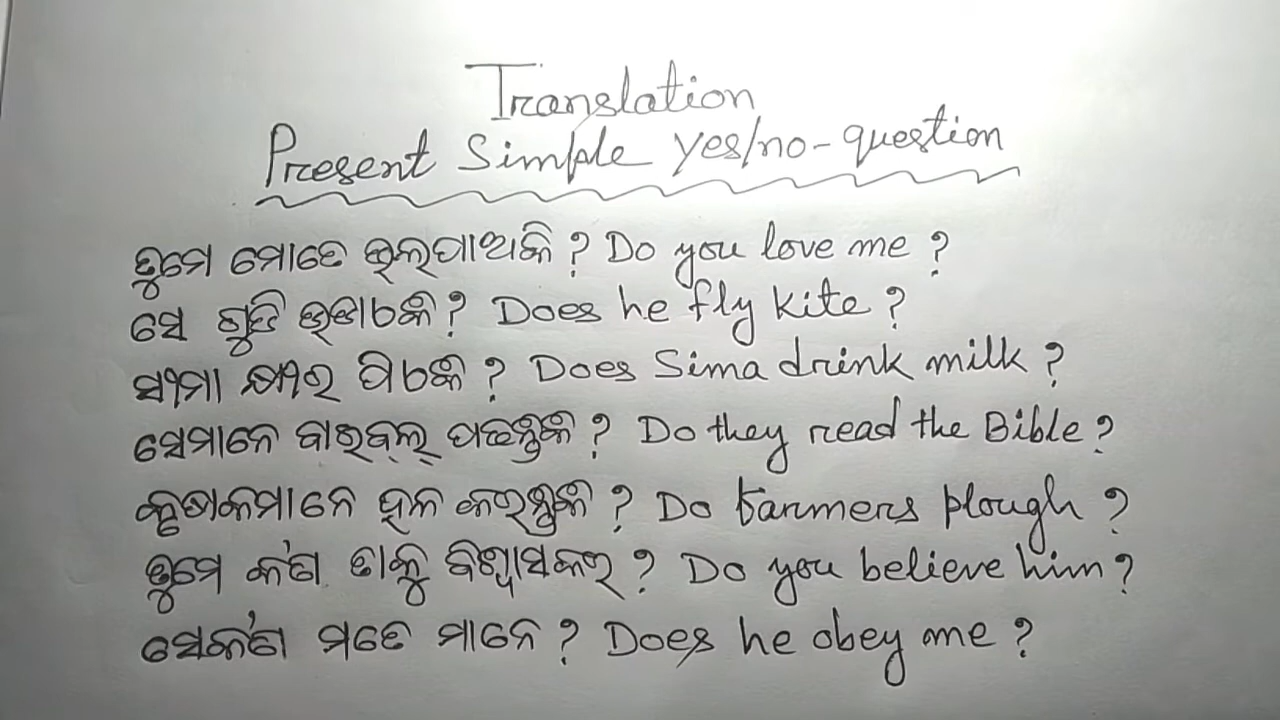 Translation
Present Simple yes/no-question
ତୁମେ ମୋତେ ଭଲପାଅକି ? Do you love me ?
ସେ ଗୁଡି ଉଡାଏକି ? Does he fly kite ?
ସୀମା କ୍ଷୀର ପିଏକି ? Does Sima drink milk ?
ସେମାନେ ବାଇବଲ୍ ପଢନ୍ତିକି ? Do they read the Bible ?
କୃଷକମାନେ ହଳ କରନ୍ତିକି ? Do farmers plough ?
ତୁମେ କ'ଣ ତାକୁ ବିଶ୍ୱାସକର ? Do you believe him ?
ସେକ'ଣ ମତେ ମାନେ ? Does he obey me ?